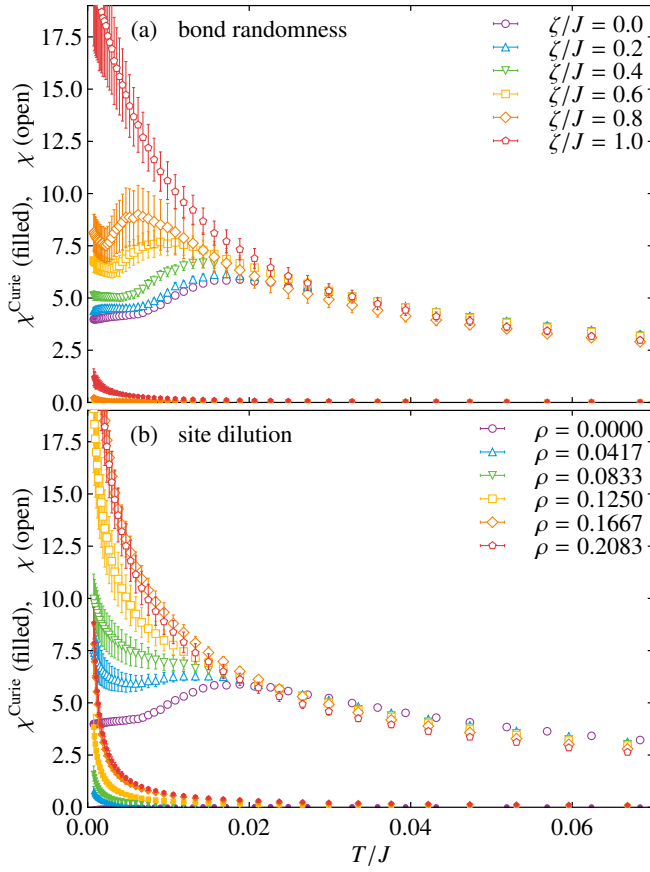 17.5
15.0
12.5
10.0
7.5
5.0
2.5
0.0
χ^Curie (filled), χ (open)
(a) bond randomness
ζ/J = 0.0
ζ/J = 0.2
ζ/J = 0.4
ζ/J = 0.6
ζ/J = 0.8
ζ/J = 1.0
17.5
15.0
12.5
10.0
7.5
5.0
2.5
0.0
χ^Curie (filled), χ (open)
(b) site dilution
ρ = 0.0000
ρ = 0.0417
ρ = 0.0833
ρ = 0.1250
ρ = 0.1667
ρ = 0.2083
0.00 0.02 0.04 0.06
T/J